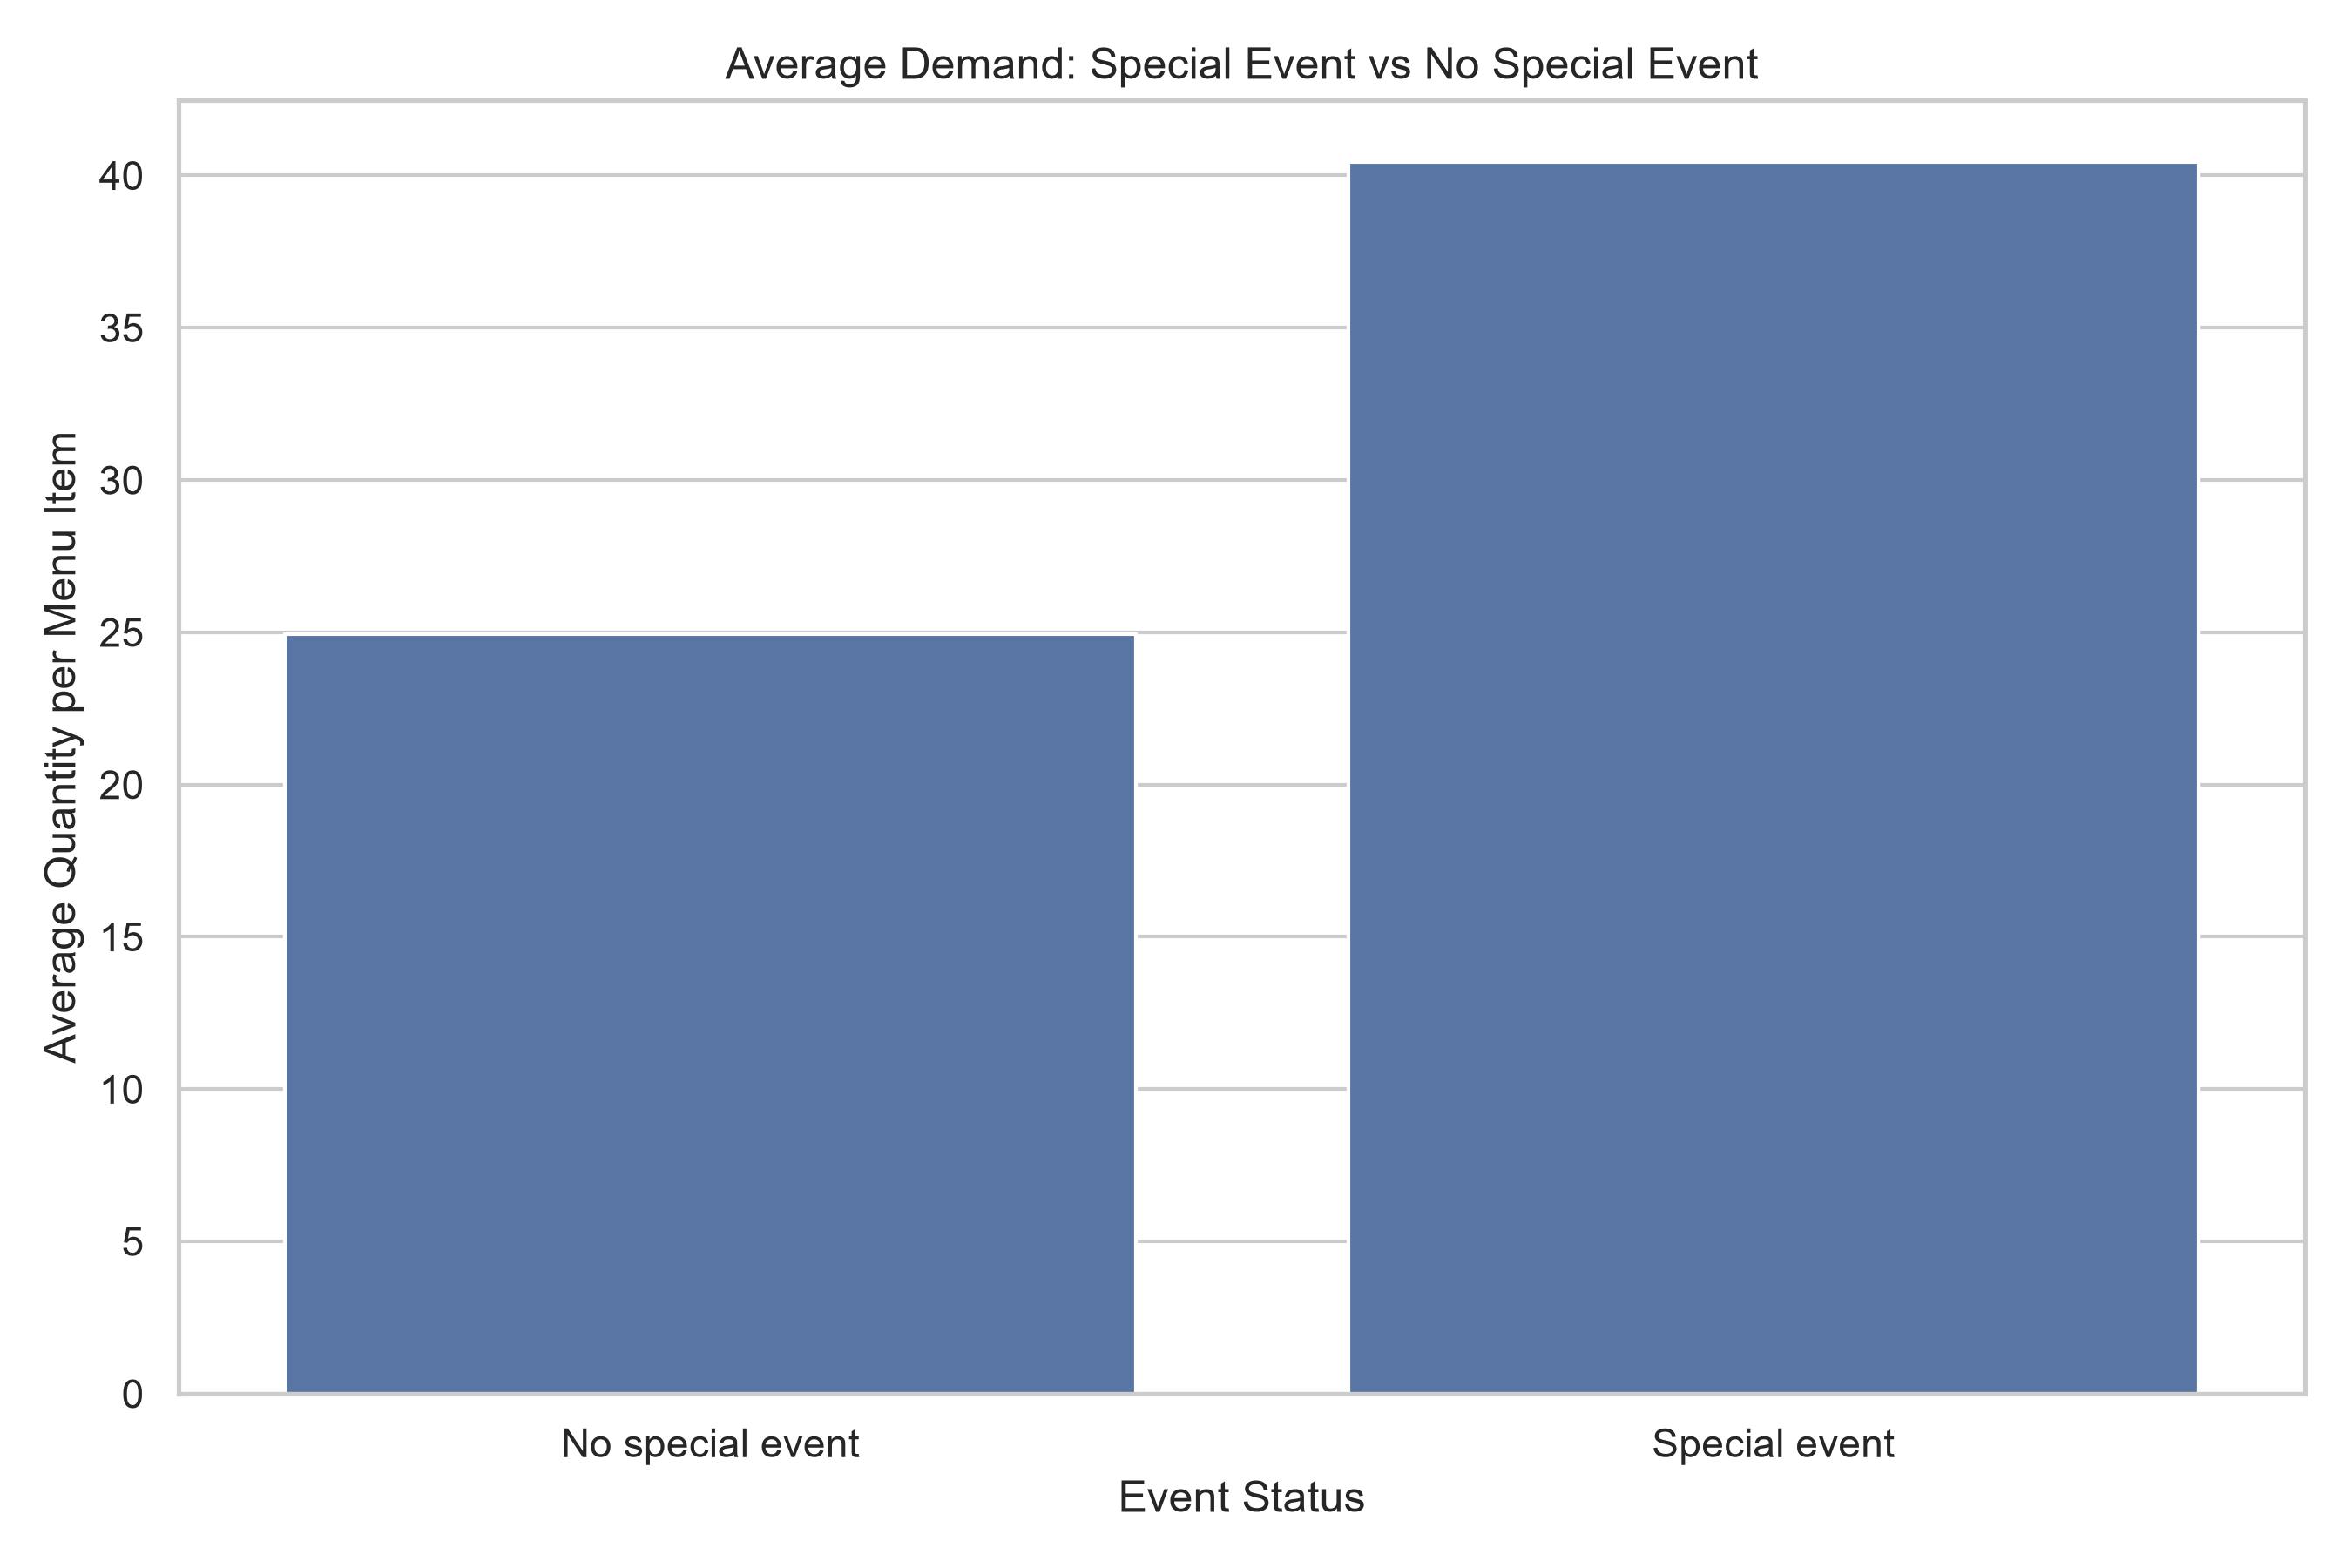 Average Demand: Special Event vs No Special Event
Average Quantity per Menu Item
40
35
30
25
20
15
10
5
0
No special event
Special event
Event Status